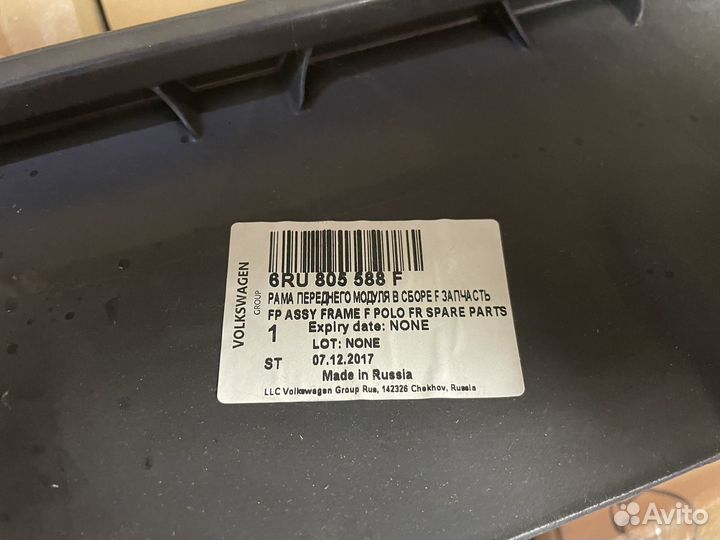 VOLKSWAGEN
GROUP
6RU 805 588 F
РАМА ПЕРЕДНЕГО МОДУЛЯ В СБОРЕ F ЗАПЧАСТЬ
FP ASSY FRAME F POLO FR SPARE PARTS
1 Expiry date: NONE
LOT: NONE
ST 07.12.2017
Made in Russia
LLC Volkswagen Group Rus, 142326 Chekhov, Russia
Avito